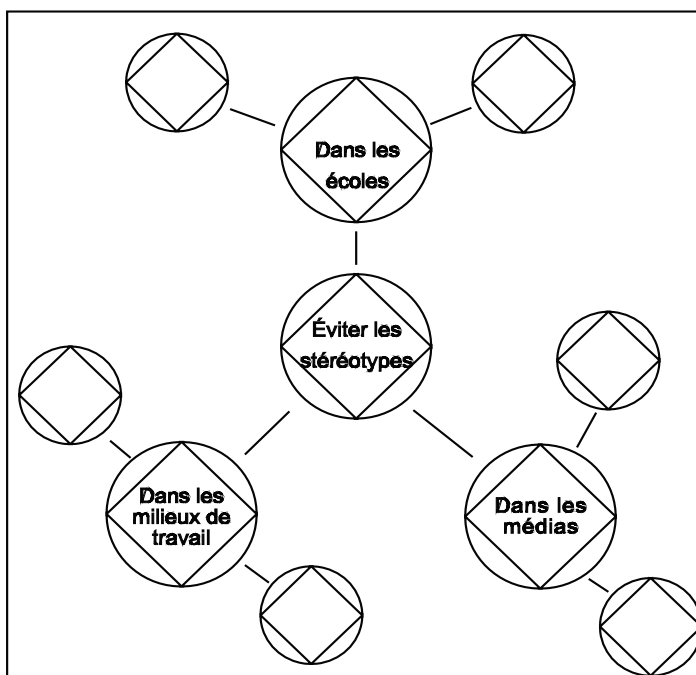 Dans les
écoles
Éviter les
stéréotypes
Dans les
milieux de
travail
Dans les
médias